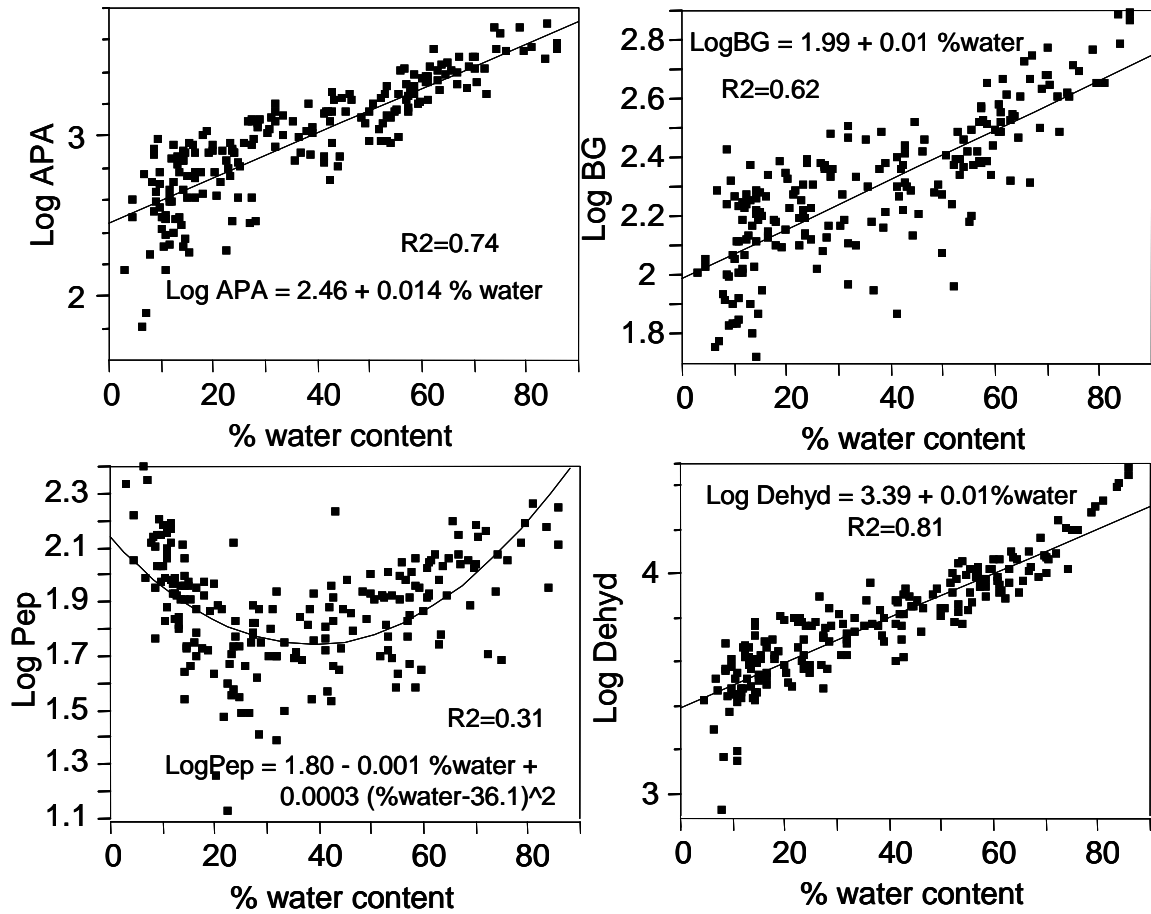 Log APA
3
2
R2=0.74
Log APA = 2.46 + 0.014 % water
0 20 40 60 80
% water content
Log BG
2.8
2.6
2.4
2.2
2
1.8
LogBG = 1.99 + 0.01 %water
R2=0.62
0 20 40 60 80
% water content
Log Pep
2.3
2.1
1.9
1.7
1.5
1.3
1.1
R2=0.31
LogPep = 1.80 - 0.001 %water +
0.0003 (%water-36.1)^2
0 20 40 60 80
% water content
Log Dehyd
4
3
Log Dehyd = 3.39 + 0.01%water
R2=0.81
0 20 40 60 80
% water content